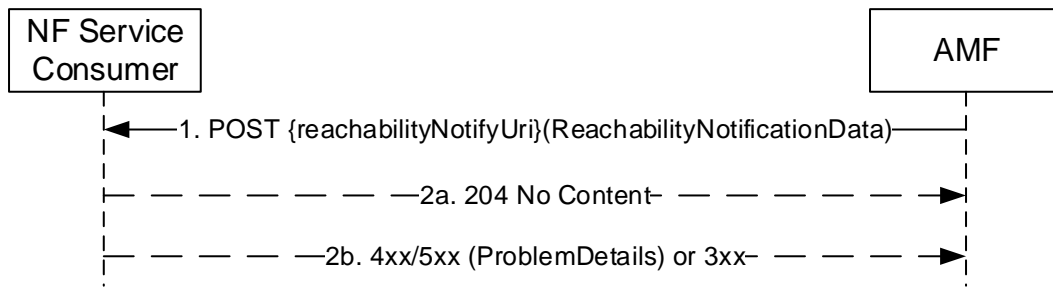 NF Service
Consumer
AMF
1. POST {reachabilityNotifyUri}(ReachabilityNotificationData)
2a. 204 No Content
2b. 4xx/5xx (ProblemDetails) or 3xx